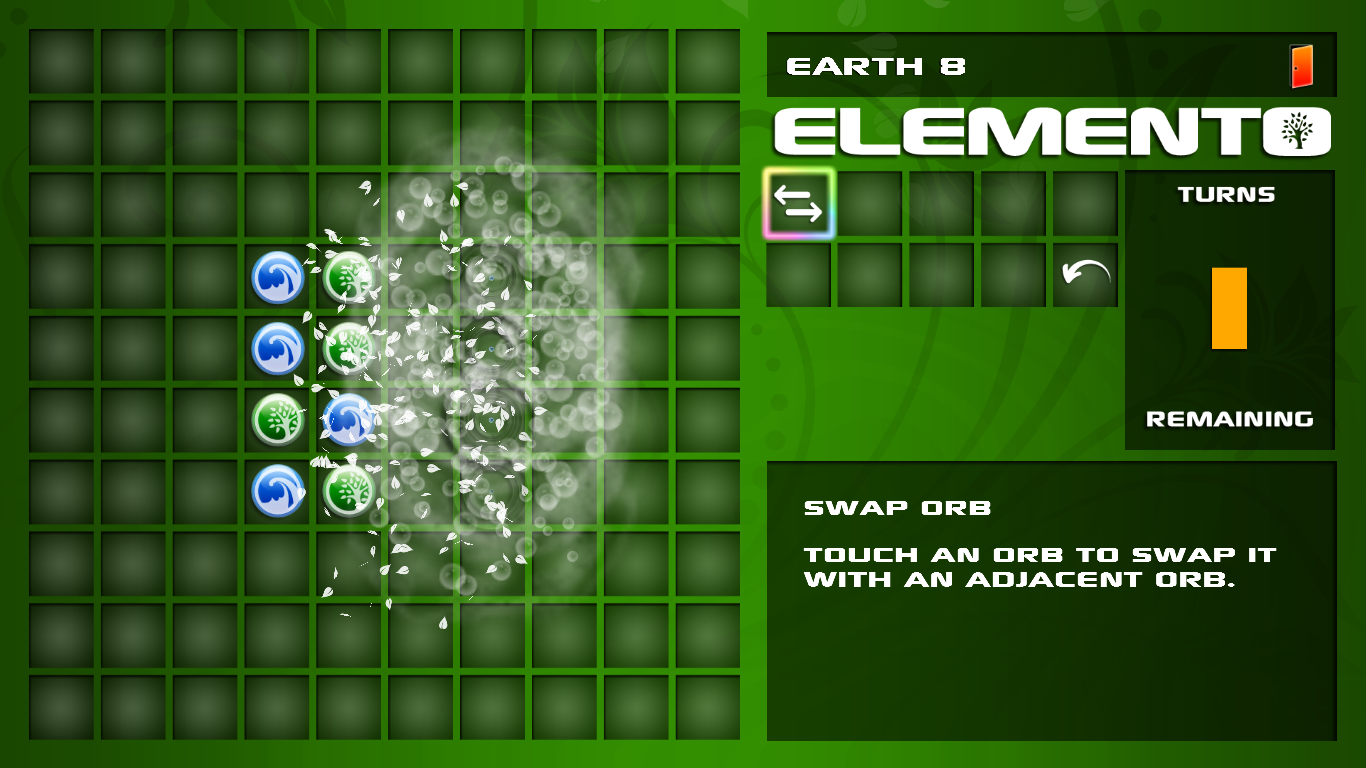 EARTH 8
ELEMENTO
TURNS
REMAINING
SWAP ORB
TOUCH AN ORB TO SWAP IT
WITH AN ADJACENT ORB.